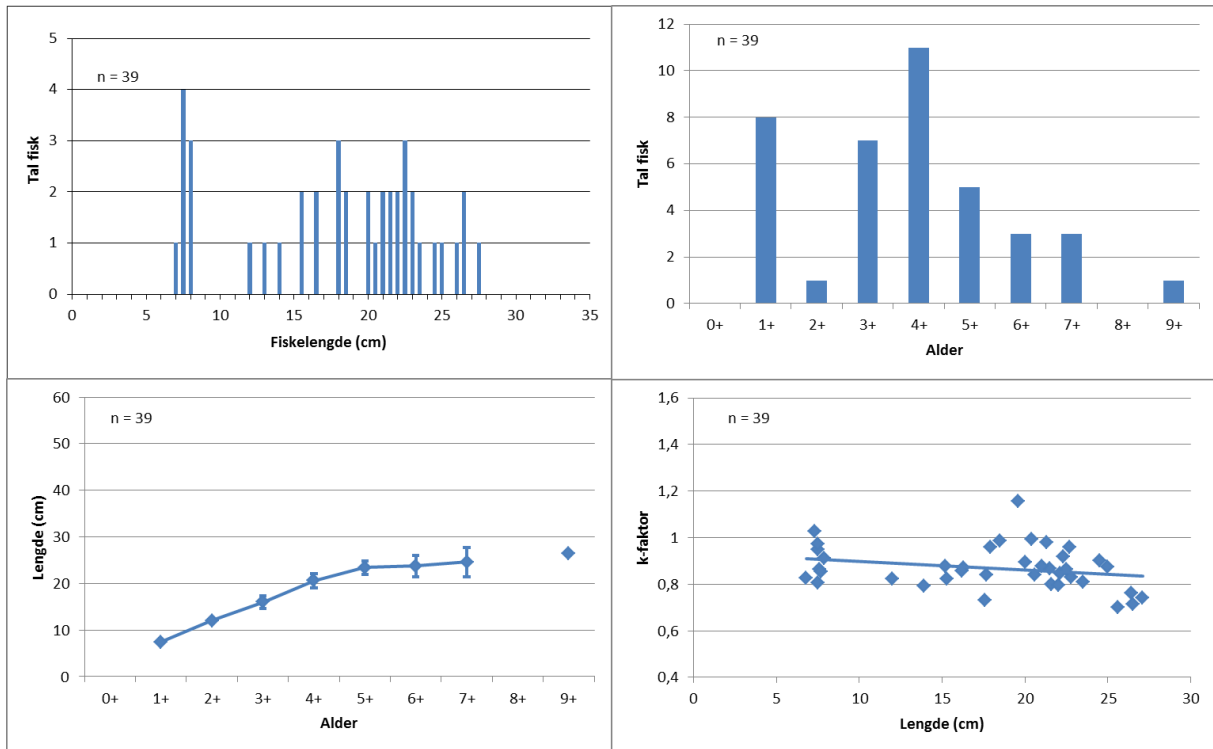 n = 39
5
4
3
2
1
0
Tal fisk
0 5 10 15 20 25 30 35
Fiskelengde (cm)
n = 39
12
10
8
6
4
2
0
Tal fisk
0+ 1+ 2+ 3+ 4+ 5+ 6+ 7+ 8+ 9+
Alder
n = 39
60
50
40
30
20
10
0
Lengde (cm)
0+ 1+ 2+ 3+ 4+ 5+ 6+ 7+ 8+ 9+
Alder
n = 39
1,6
1,4
1,2
1
0,8
0,6
0,4
k-faktor
0 5 10 15 20 25 30
Lengde (cm)